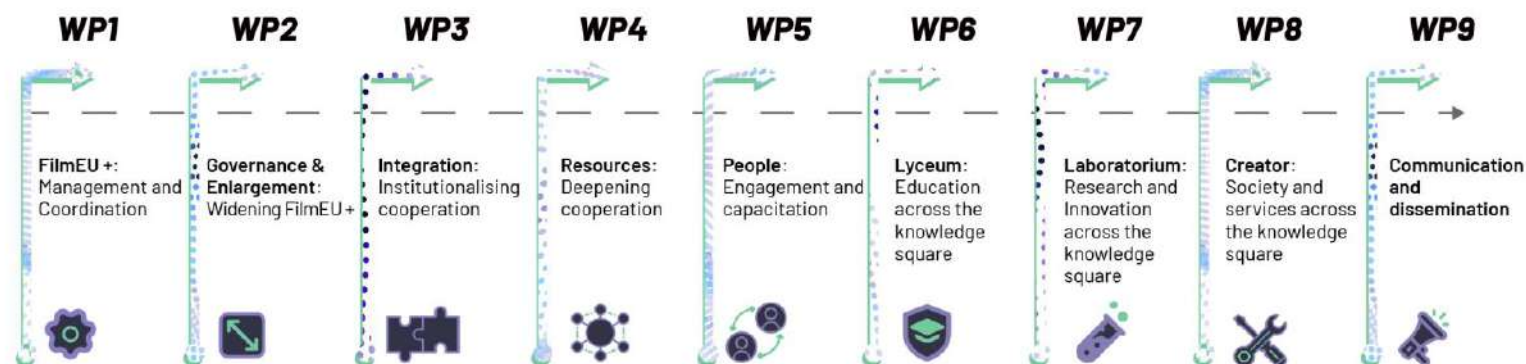 WP1
WP2
WP3
WP4
WP5
WP6
WP7
WP8
WP9
FilmEU +:
Management and
Coordination
Governance &
Enlargement:
Widening FilmEU +
Integration:
Institutionalising
cooperation
Resources:
Deepening
cooperation
People:
Engagement and
capacitation
Lyceum:
Education
across the
knowledge
square
Laboratorium:
Research and
Innovation
across the
knowledge
square
Creator:
Society and
services across
the knowledge
square
Communication
and
dissemination